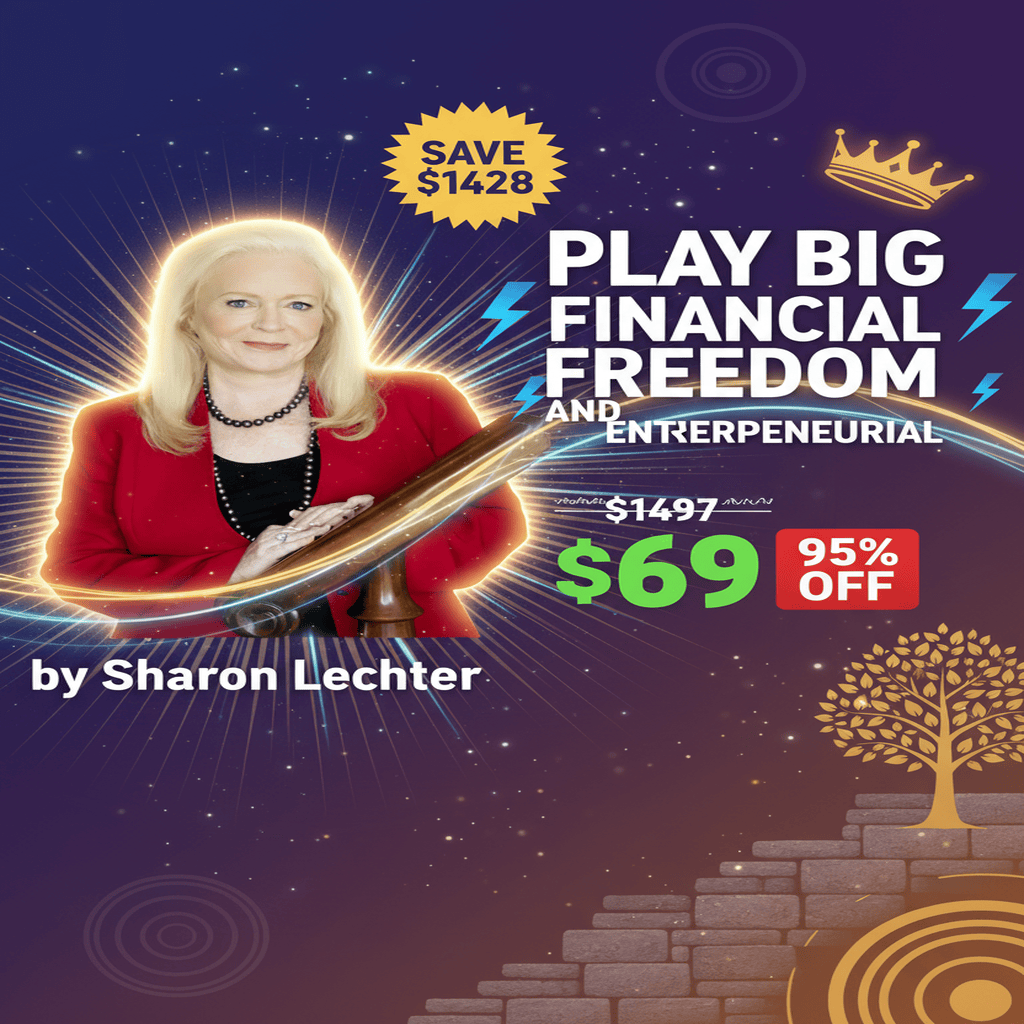 SAVE
$1428
PLAY BIG
FINANCIAL
FREEDOM
AND
ENTRERPENEURIAL
$1497
$69
95%
OFF
by Sharon Lechter